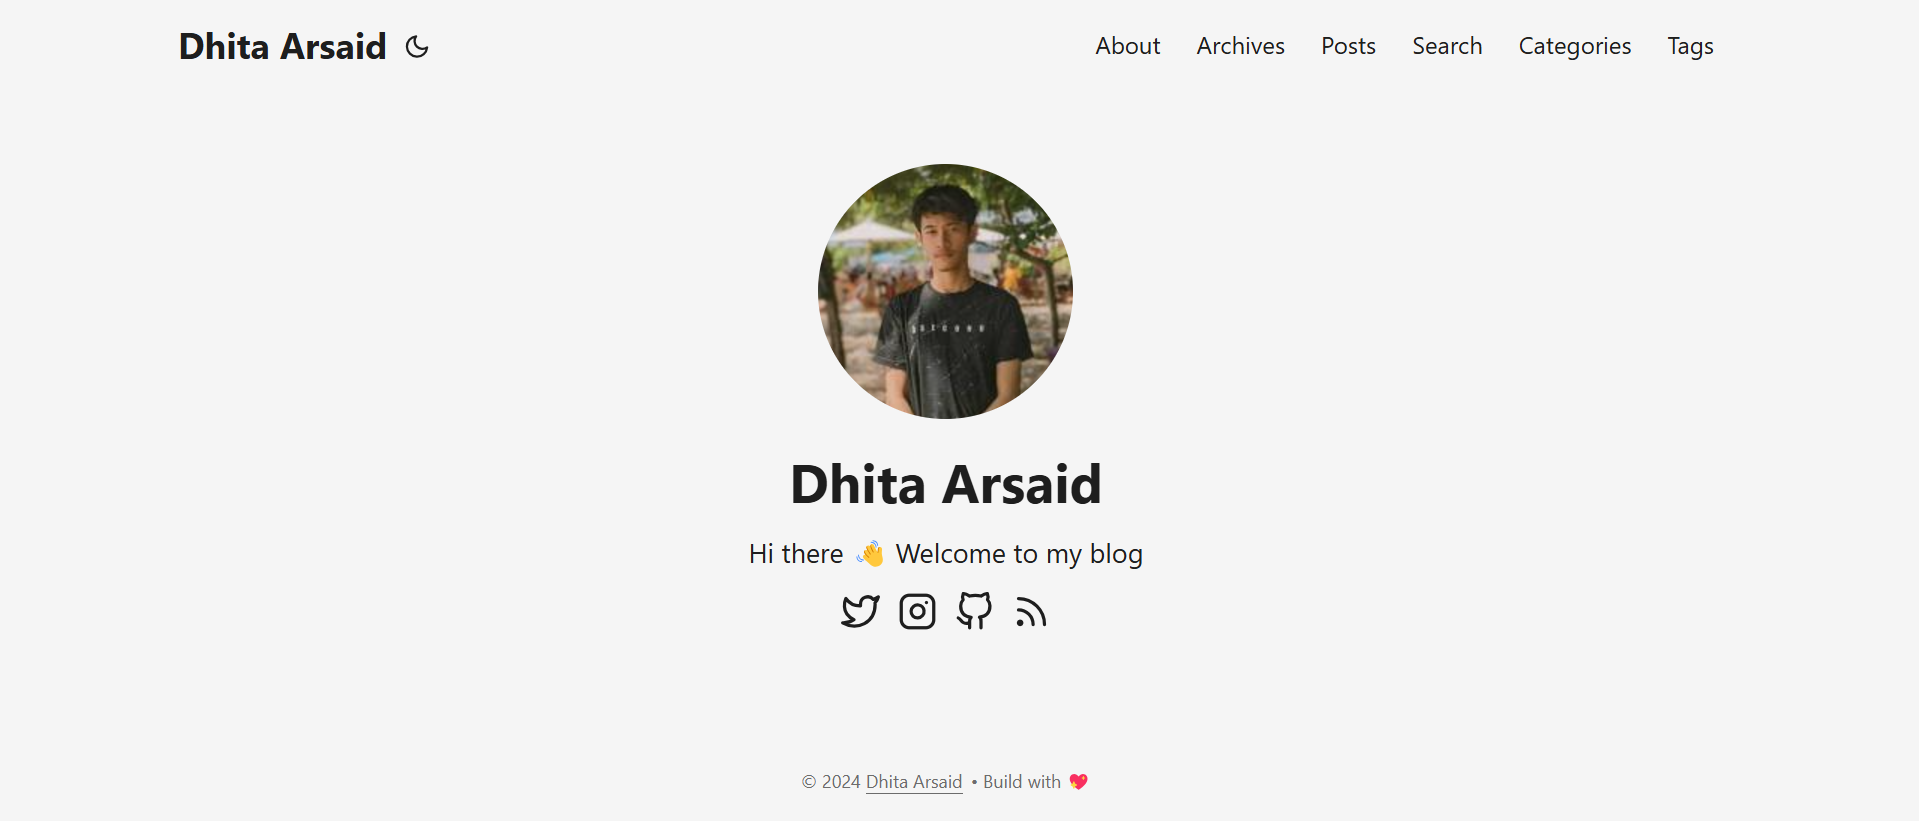 Dhita Arsaid
About Archives Posts Search Categories Tags
Dhita Arsaid
Hi there 👋 Welcome to my blog
© 2024 Dhita Arsaid • Build with 💖